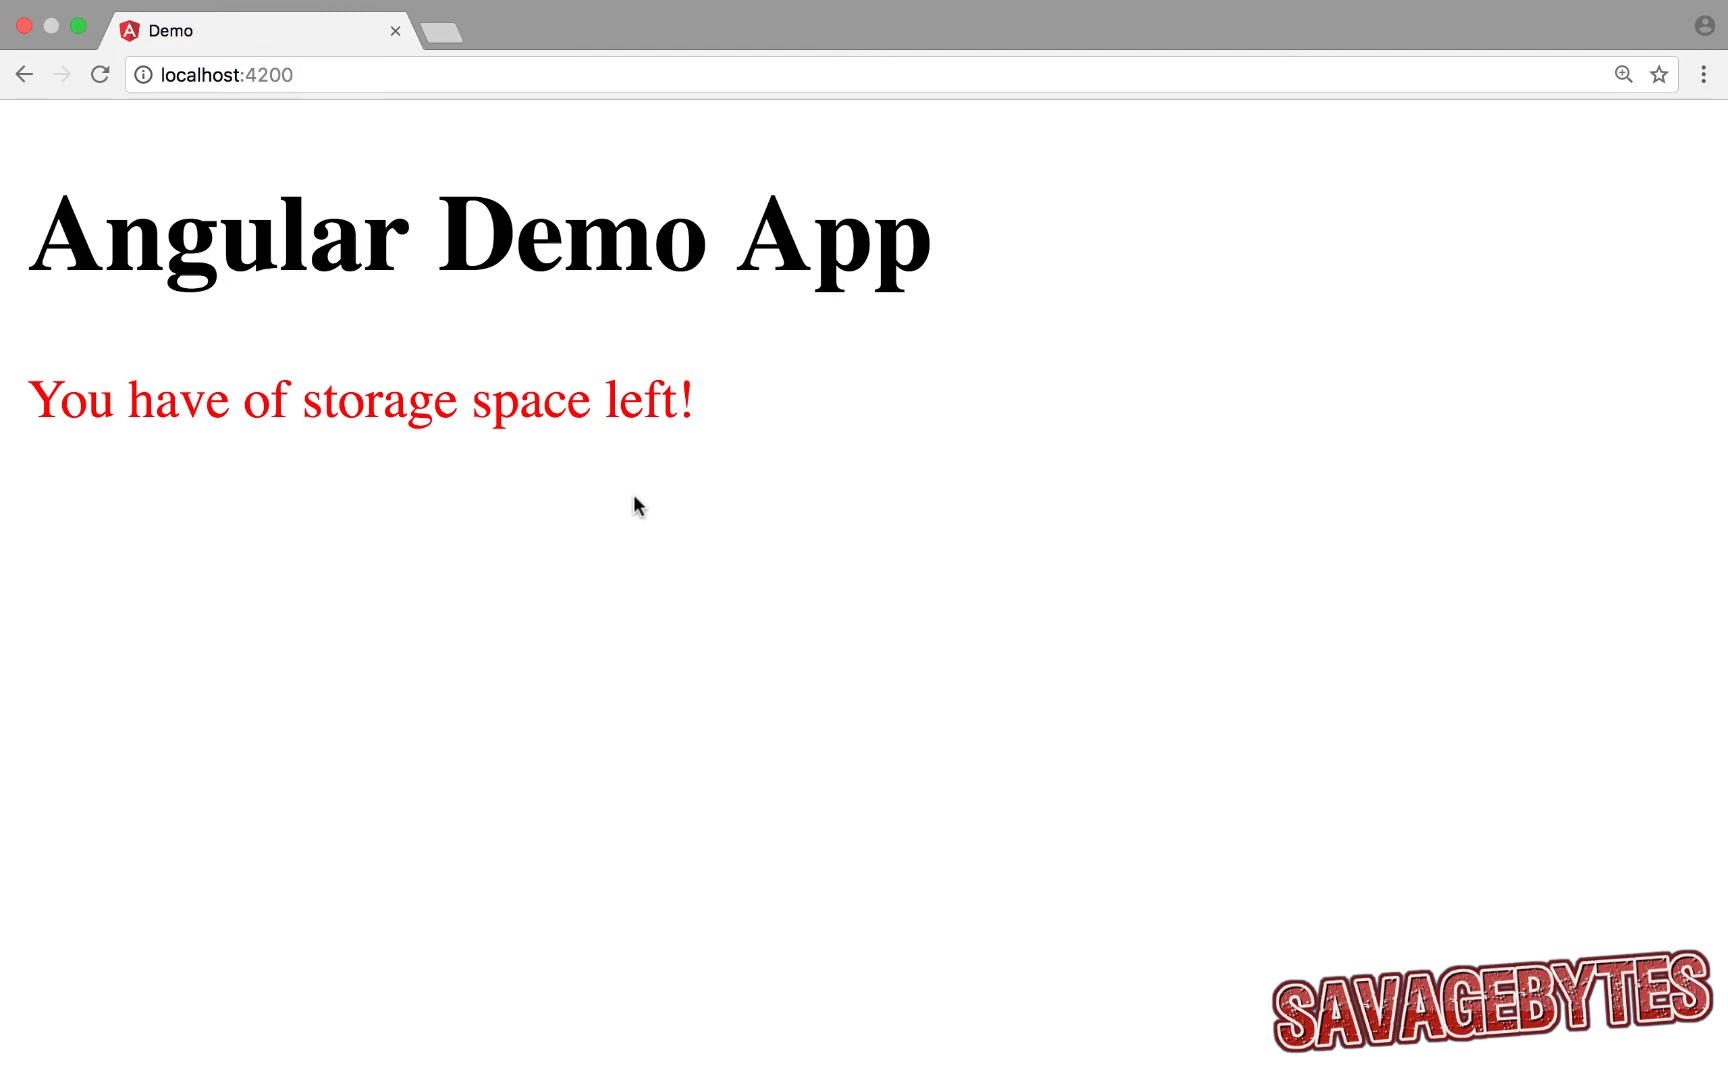 Demo
localhost:4200
Angular Demo App
You have of storage space left!
SAVAGEBYTES